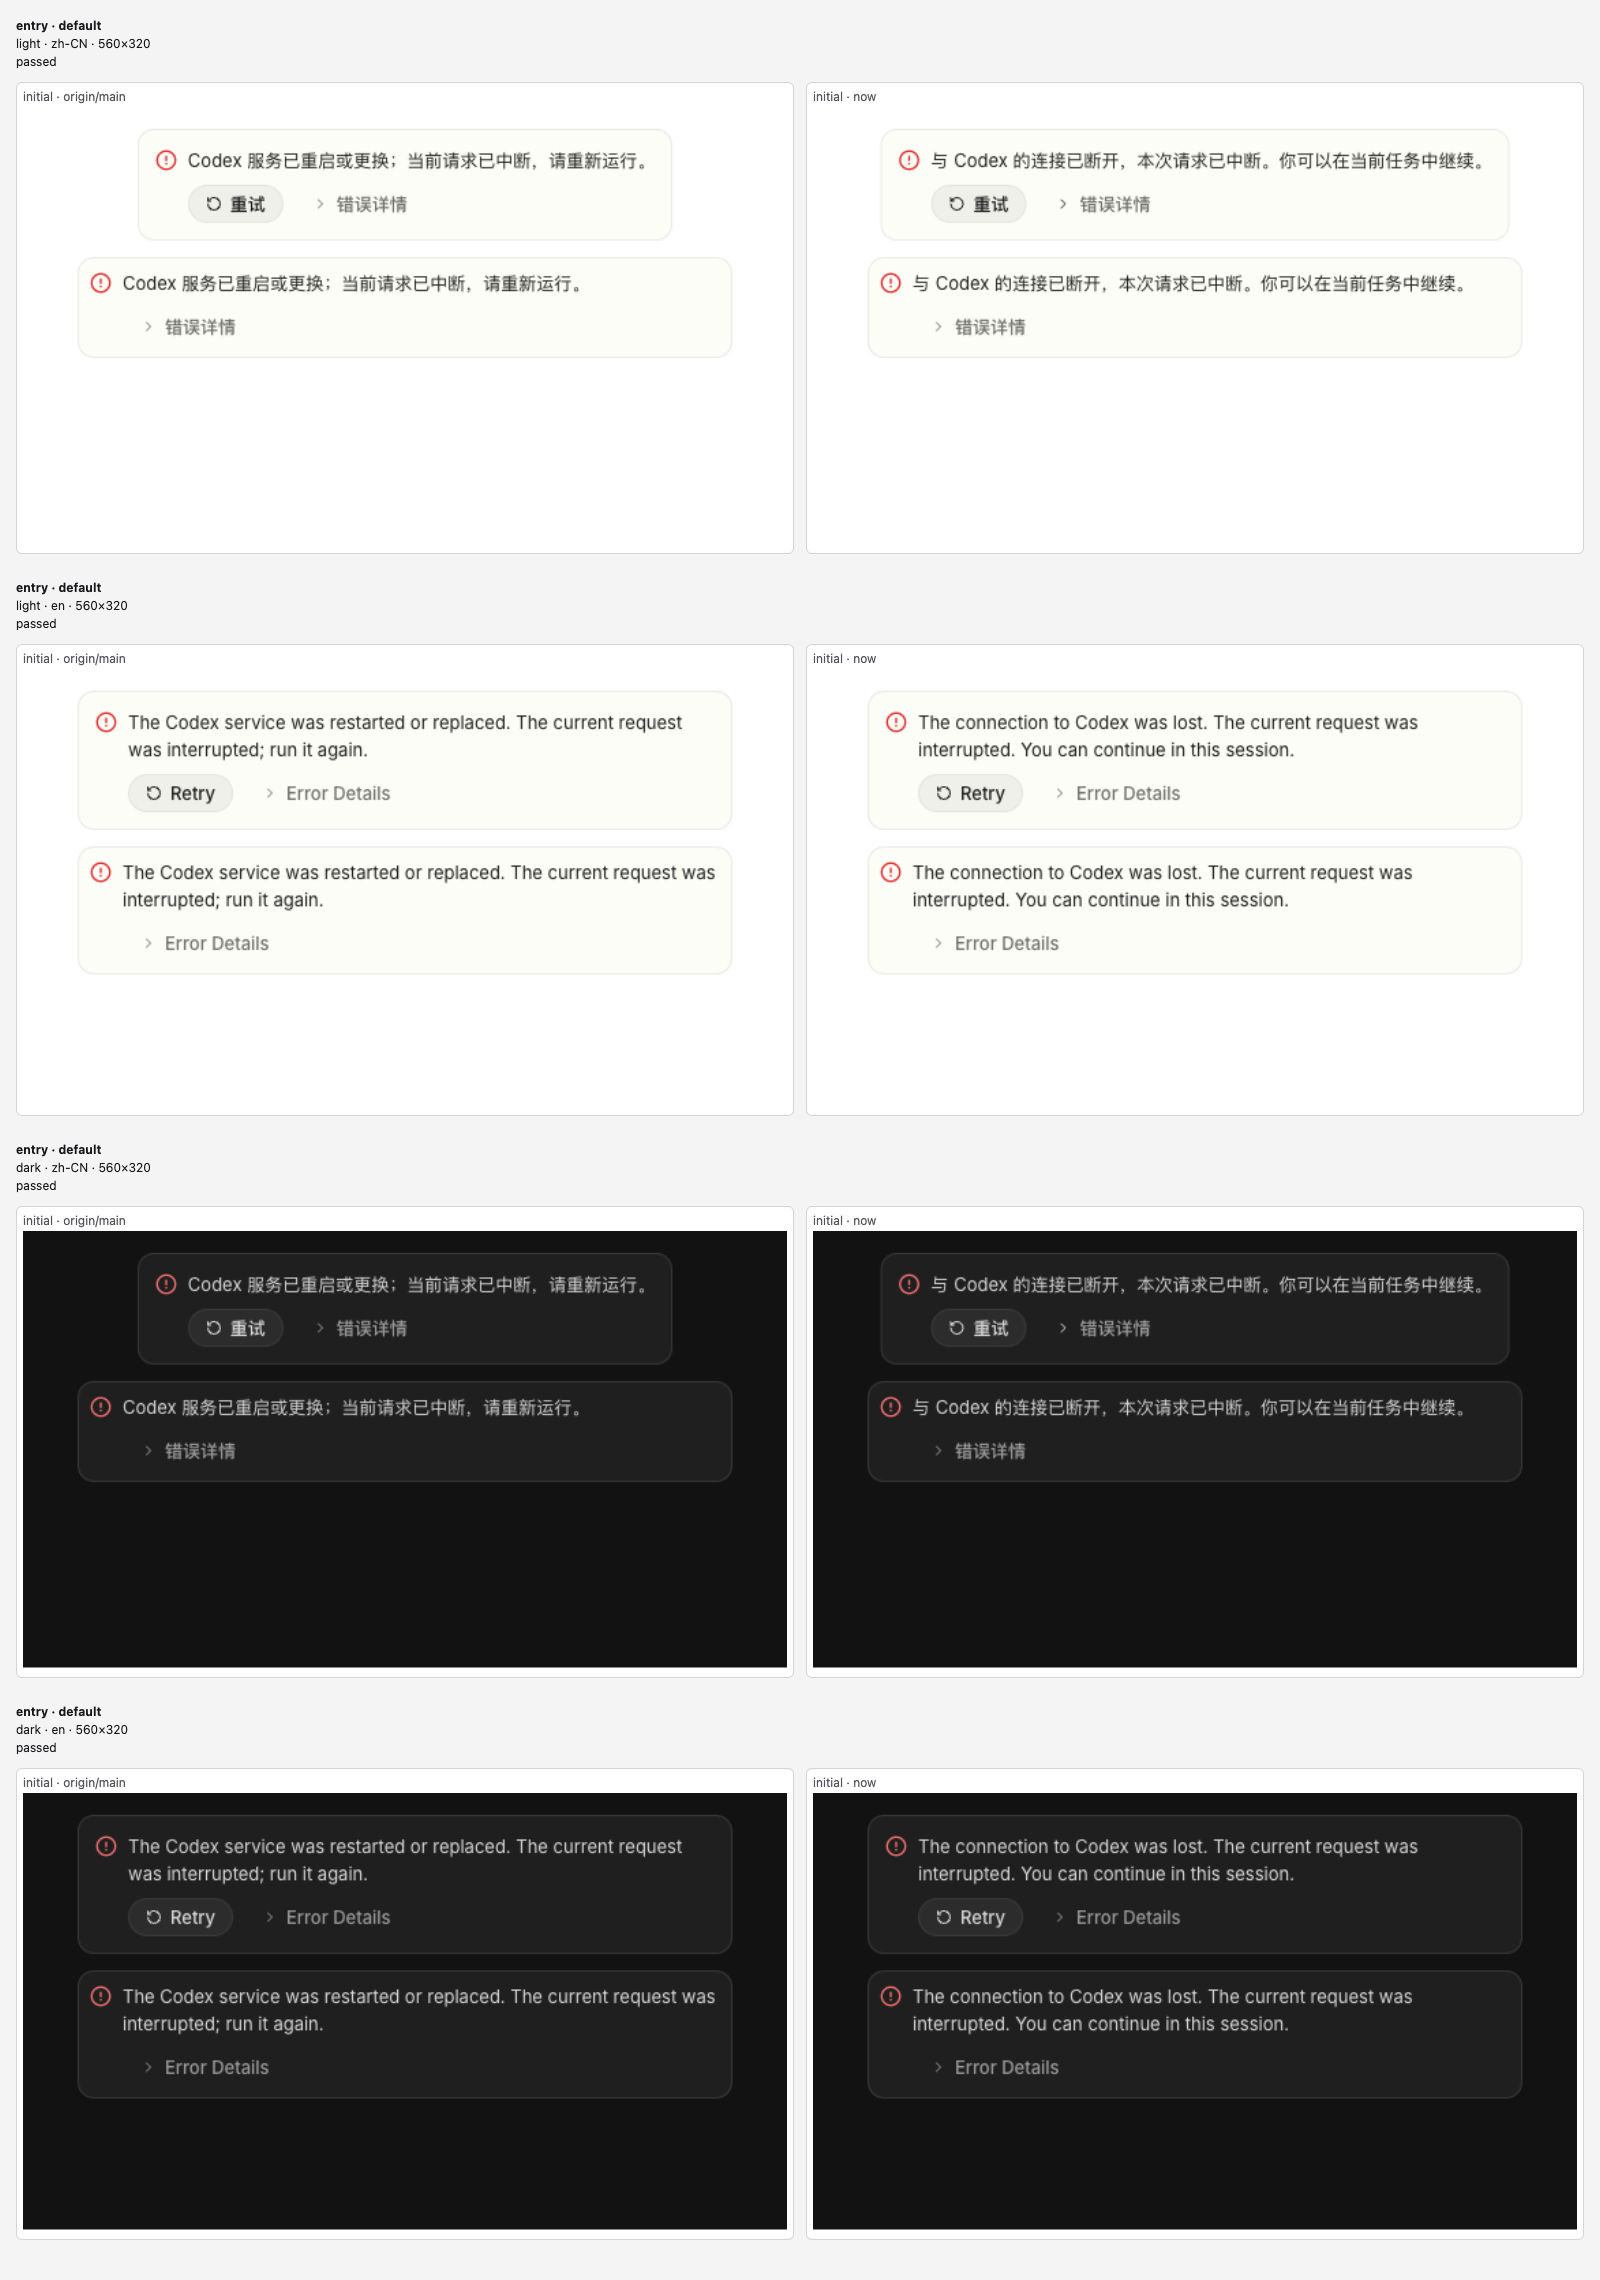 entry · default
light · zh-CN · 560×320
passed
initial · origin/main
Codex 服务已重启或更换；当前请求已中断，请重新运行。
重试
错误详情
Codex 服务已重启或更换；当前请求已中断，请重新运行。
错误详情
initial · now
与 Codex 的连接已断开，本次请求已中断。你可以在当前任务中继续。
重试
错误详情
与 Codex 的连接已断开，本次请求已中断。你可以在当前任务中继续。
错误详情
entry · default
light · en · 560×320
passed
initial · origin/main
The Codex service was restarted or replaced. The current request
was interrupted; run it again.
Retry
Error Details
The Codex service was restarted or replaced. The current request was
interrupted; run it again.
Error Details
initial · now
The connection to Codex was lost. The current request was
interrupted. You can continue in this session.
Retry
Error Details
The connection to Codex was lost. The current request was
interrupted. You can continue in this session.
Error Details
entry · default
dark · zh-CN · 560×320
passed
initial · origin/main
Codex 服务已重启或更换；当前请求已中断，请重新运行。
重试
错误详情
Codex 服务已重启或更换；当前请求已中断，请重新运行。
错误详情
initial · now
与 Codex 的连接已断开，本次请求已中断。你可以在当前任务中继续。
重试
错误详情
与 Codex 的连接已断开，本次请求已中断。你可以在当前任务中继续。
错误详情
entry · default
dark · en · 560×320
passed
initial · origin/main
The Codex service was restarted or replaced. The current request
was interrupted; run it again.
Retry
Error Details
The Codex service was restarted or replaced. The current request was
interrupted; run it again.
Error Details
initial · now
The connection to Codex was lost. The current request was
interrupted. You can continue in this session.
Retry
Error Details
The connection to Codex was lost. The current request was
interrupted. You can continue in this session.
Error Details